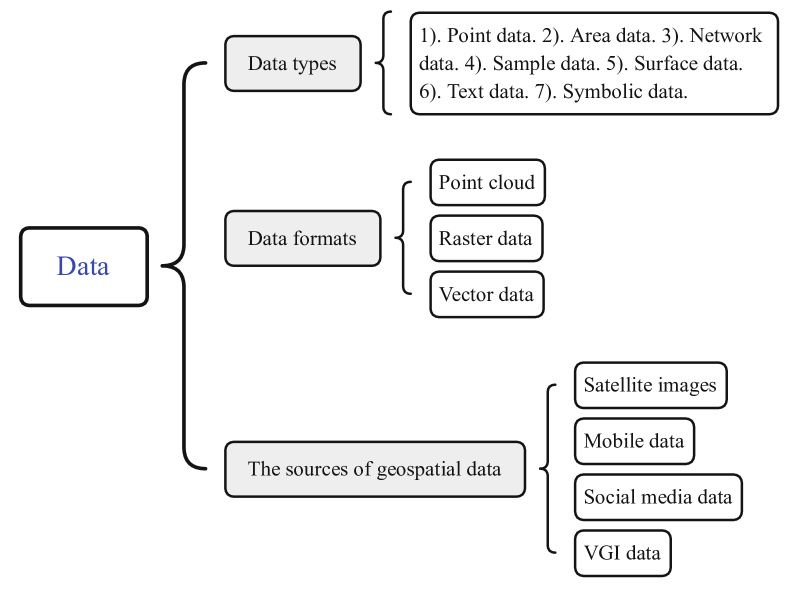 Data
Data types
1). Point data. 2). Area data. 3). Network
data. 4). Sample data. 5). Surface data.
6). Text data. 7). Symbolic data.
Data formats
Point cloud
Raster data
Vector data
The sources of geospatial data
Satellite images
Mobile data
Social media data
VGI data